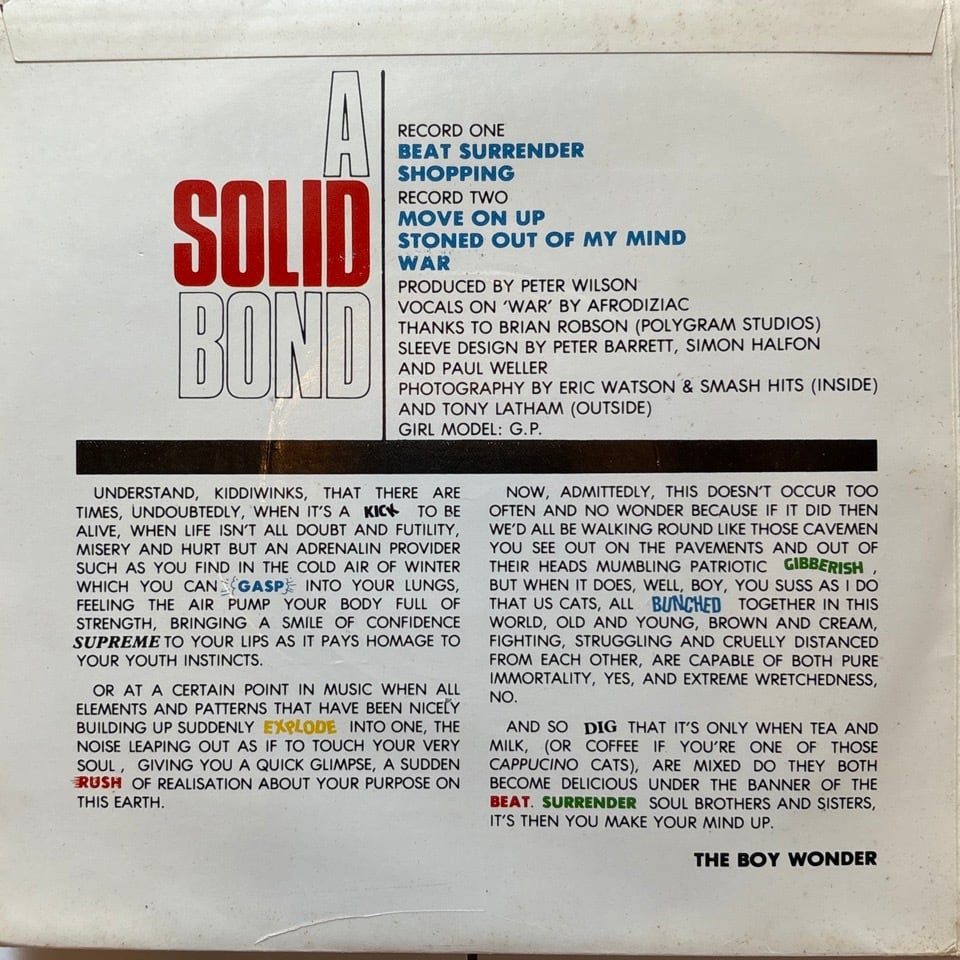 A
SOLID
BOND
RECORD ONE
BEAT SURRENDER
SHOPPING
RECORD TWO
MOVE ON UP
STONED OUT OF MY MIND
WAR
PRODUCED BY PETER WILSON
VOCALS ON 'WAR' BY AFRODIZIAC
THANKS TO BRIAN ROBSON (POLYGRAM STUDIOS)
SLEEVE DESIGN BY PETER BARRETT, SIMON HALFON
AND PAUL WELLER
PHOTOGRAPHY BY ERIC WATSON & SMASH HITS (INSIDE)
AND TONY LATHAM (OUTSIDE)
GIRL MODEL: G.P.
UNDERSTAND, KIDDIWINKS, THAT THERE ARE
TIMES, UNDOUBTEDLY, WHEN IT'S A KICK TO BE
ALIVE, WHEN LIFE ISN'T ALL DOUBT AND FUTILITY,
MISERY AND HURT BUT AN ADRENALIN PROVIDER
SUCH AS YOU FIND IN THE COLD AIR OF WINTER
WHICH YOU CAN GASP INTO YOUR LUNGS,
FEELING THE AIR PUMP YOUR BODY FULL OF
STRENGTH, BRINGING A SMILE OF CONFIDENCE
SUPREME TO YOUR LIPS AS IT PAYS HOMAGE TO
YOUR YOUTH INSTINCTS.
OR AT A CERTAIN POINT IN MUSIC WHEN ALL
ELEMENTS AND PATTERNS THAT HAVE BEEN NICELY
BUILDING UP SUDDENLY EXPLODE INTO ONE, THE
NOISE LEAPING OUT AS IF TO TOUCH YOUR VERY
SOUL, GIVING YOU A QUICK GLIMPSE, A SUDDEN
RUSH OF REALISATION ABOUT YOUR PURPOSE ON
THIS EARTH.
NOW, ADMITTEDLY, THIS DOESN'T OCCUR TOO
OFTEN AND NO WONDER BECAUSE IF IT DID THEN
WE'D ALL BE WALKING ROUND LIKE THOSE CAVEMEN
YOU SEE OUT ON THE PAVEMENTS AND OUT OF
THEIR HEADS MUMBLING PATRIOTIC GIBBERISH,
BUT WHEN IT DOES, WELL, BOY, YOU SUSS AS I DO
THAT US CATS, ALL BUNCHED TOGETHER IN THIS
WORLD, OLD AND YOUNG, BROWN AND CREAM,
FIGHTING, STRUGGLING AND CRUELLY DISTANCED
FROM EACH OTHER, ARE CAPABLE OF BOTH PURE
IMMORTALITY, YES, AND EXTREME WRETCHEDNESS,
NO.
AND SO DIG THAT IT'S ONLY WHEN TEA AND
MILK, (OR COFFEE IF YOU'RE ONE OF THOSE
CAPPUCINO CATS), ARE MIXED DO THEY BOTH
BECOME DELICIOUS UNDER THE BANNER OF THE
BEAT. SURRENDER SOUL BROTHERS AND SISTERS,
IT'S THEN YOU MAKE YOUR MIND UP.
THE BOY WONDER